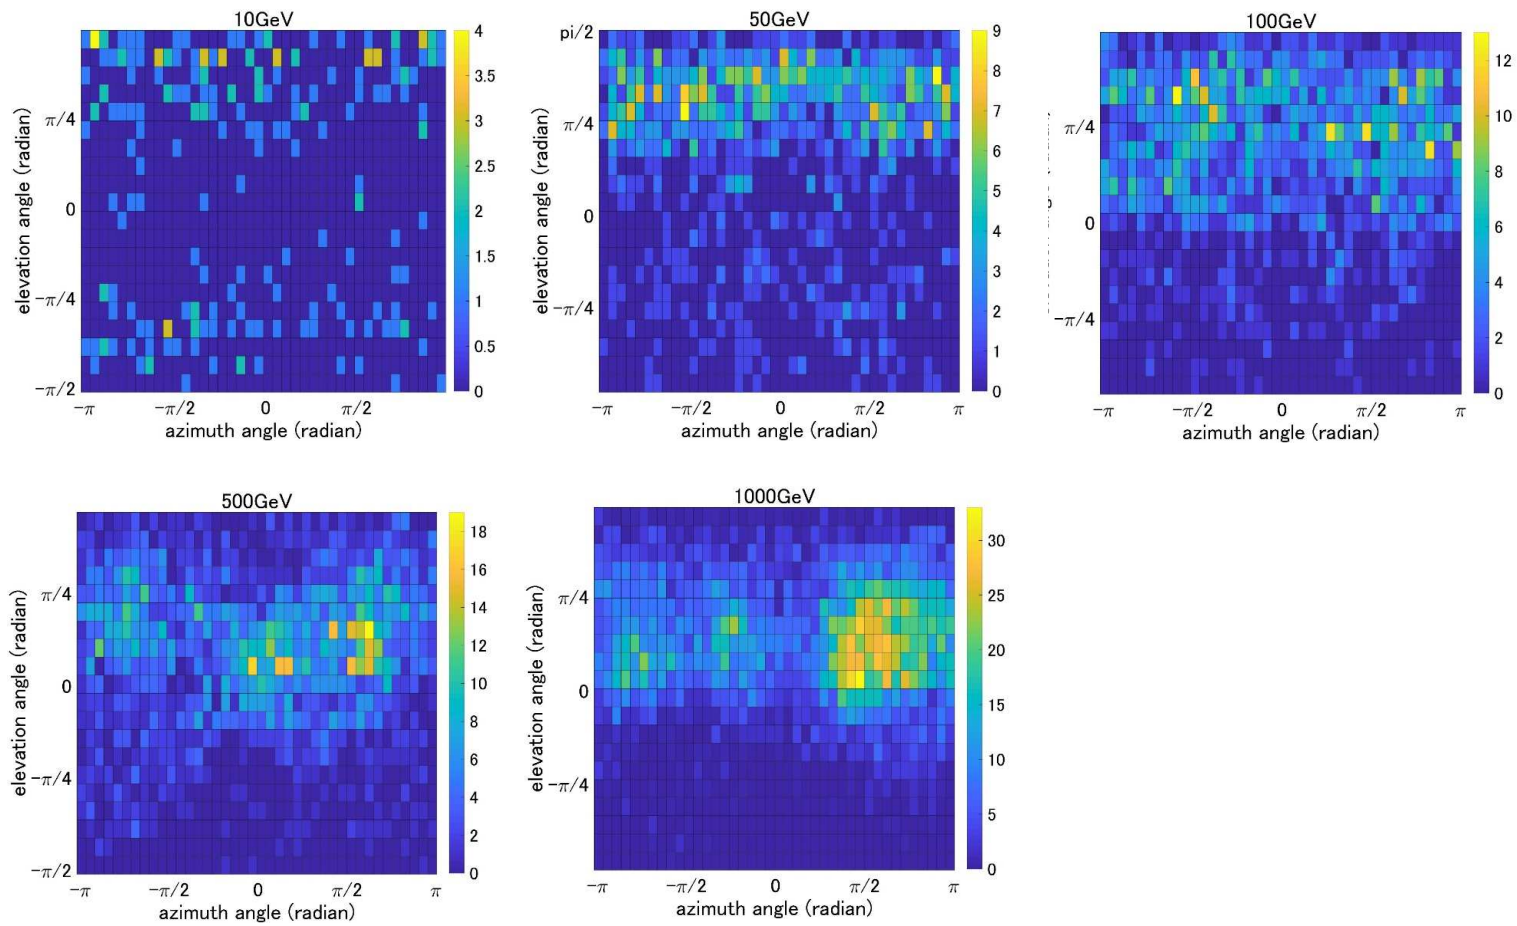 10GeV
elevation angle (radian)
π/4
0
−π/4
−π/2
−π
−π/2
0
π/2
azimuth angle (radian)
4
3.5
3
2.5
2
1.5
1
0.5
0
50GeV
elevation angle (radian)
pi/2
π/4
0
−π/4
−π
−π/2
0
π/2
π
azimuth angle (radian)
9
8
7
6
5
4
3
2
1
0
100GeV
π/4
0
−π/4
−π
−π/2
0
π/2
π
azimuth angle (radian)
12
10
8
6
4
2
0
500GeV
elevation angle (radian)
π/4
0
−π/4
−π/2
−π
−π/2
0
π/2
π
azimuth angle (radian)
18
16
14
12
10
8
6
4
2
0
1000GeV
elevation angle (radian)
π/4
0
−π/4
−π
−π/2
0
π/2
π
azimuth angle (radian)
30
25
20
15
10
5
0